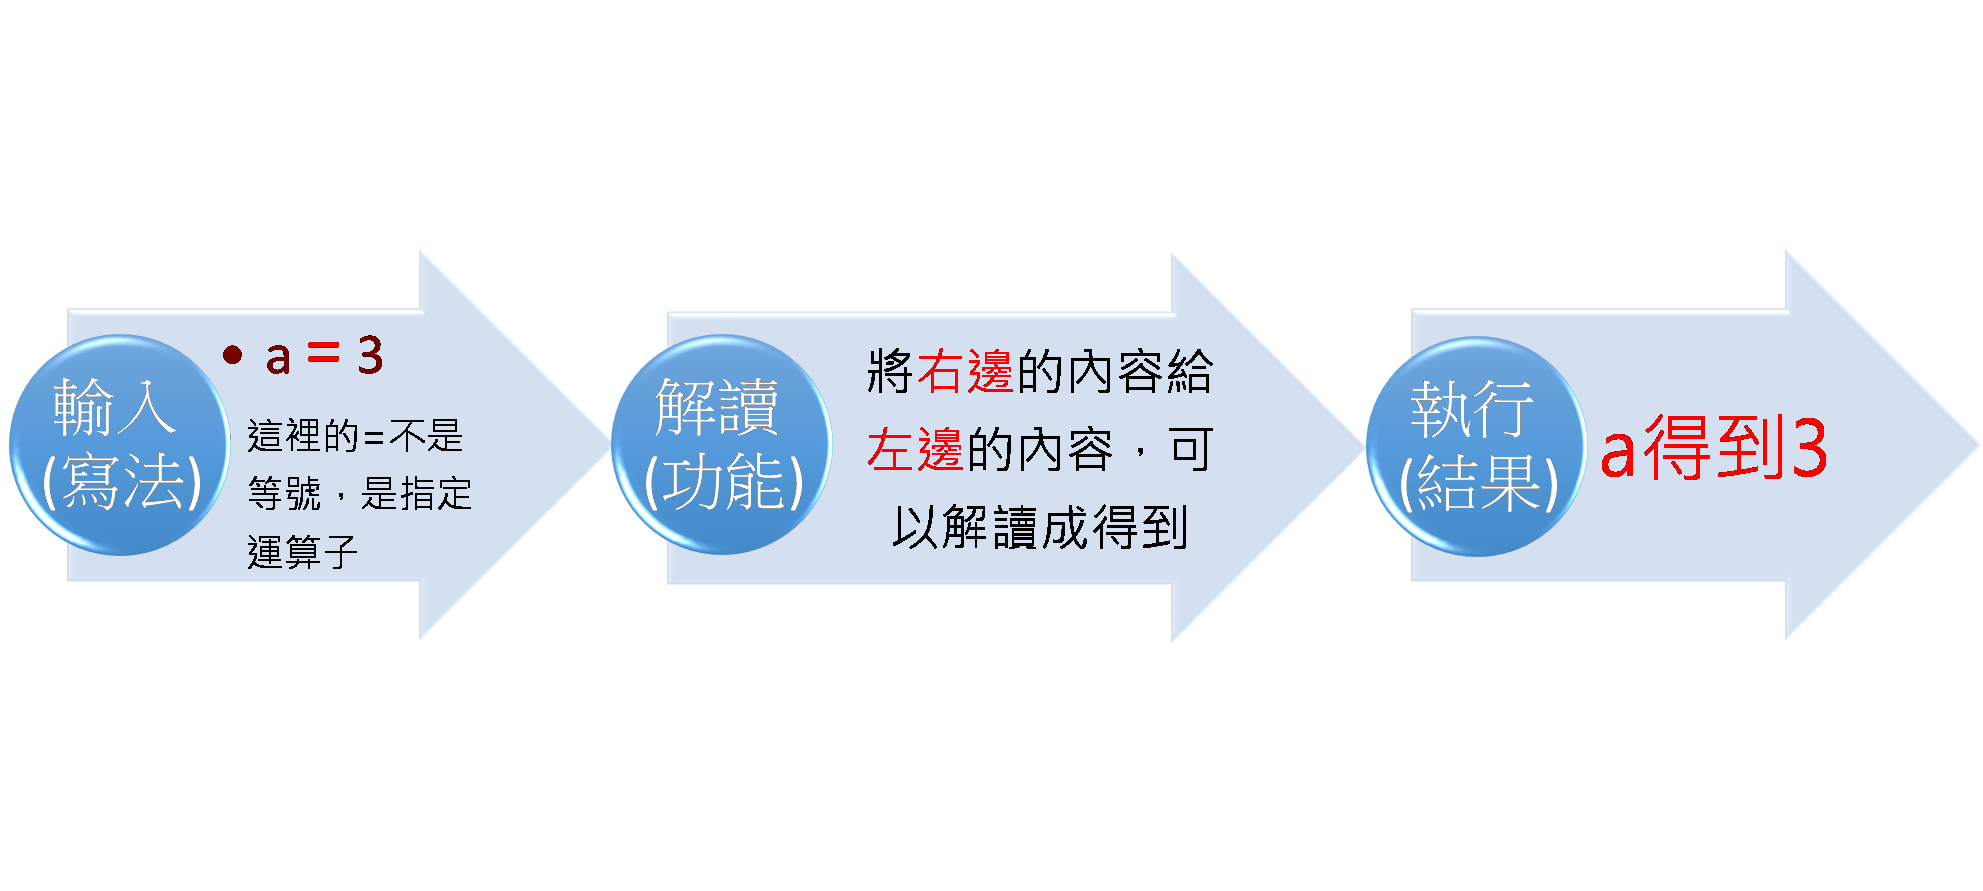 輸入
(寫法)
• a = 3
這裡的=不是
等號，是指定
運算子
解讀
(功能)
將右邊的內容給
左邊的內容，可
以解讀成得到
執行
(結果)
a得到3